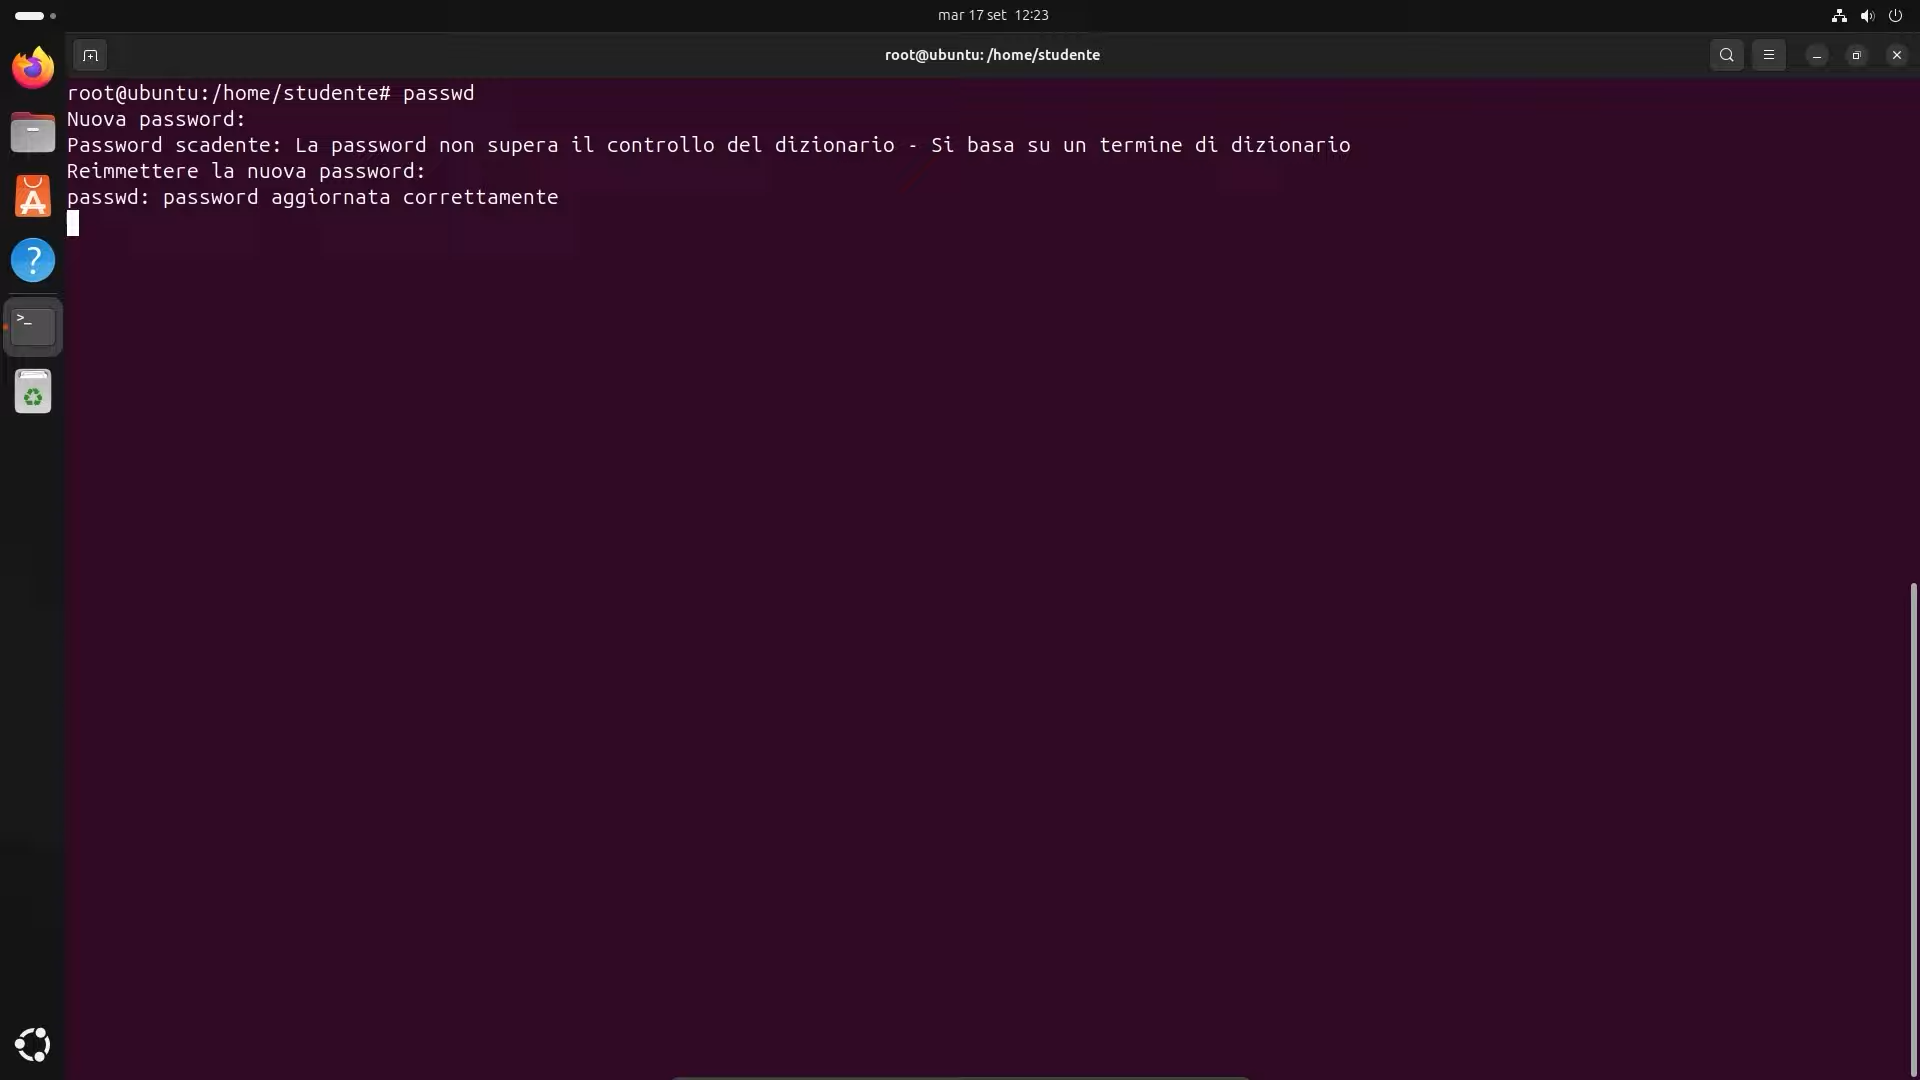 mar 17 set 12:23
root@ubuntu: /home/studente
root@ubuntu:/home/studente# passwd
Nuova password:
Password scadente: La password non supera il controllo del dizionario - Si basa su un termine di dizionario
Reimmettere la nuova password:
passwd: password aggiornata correttamente